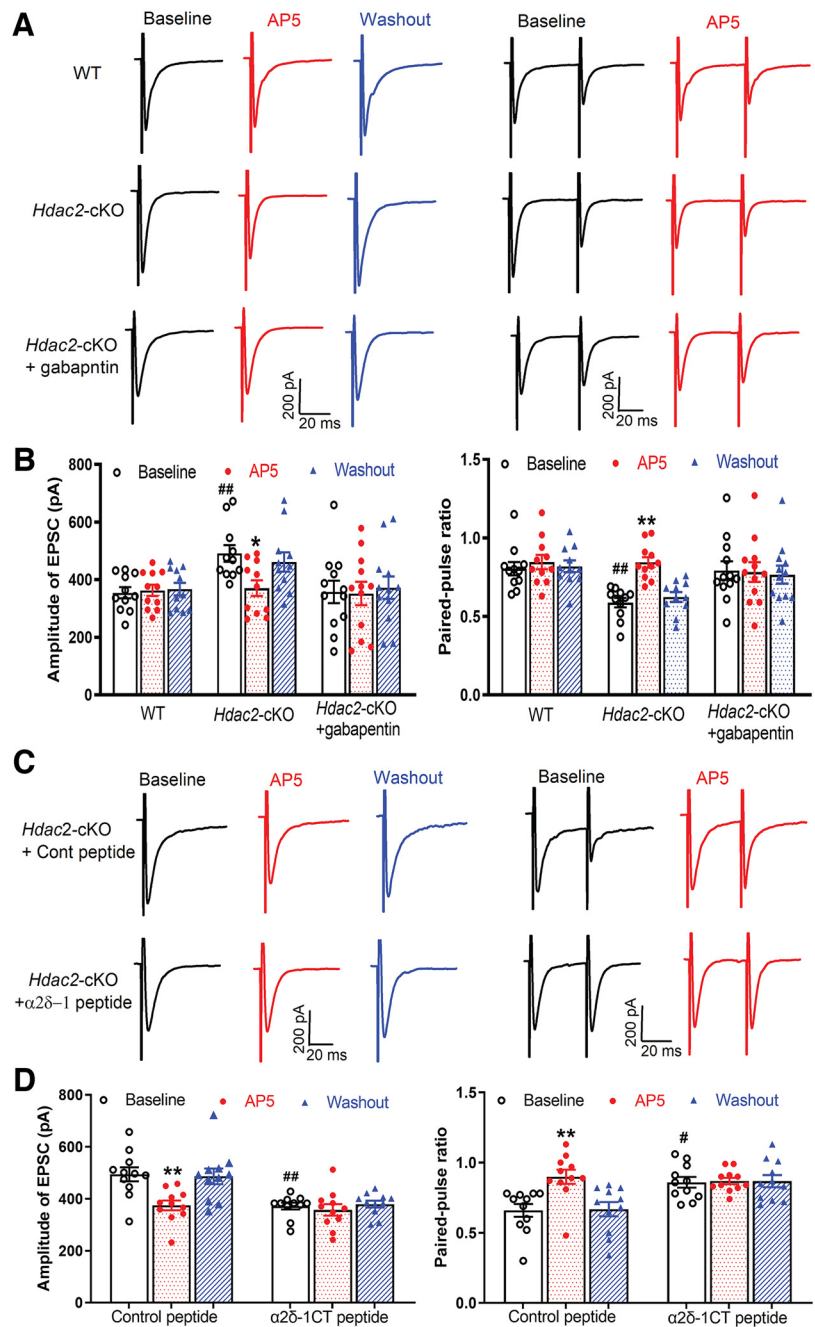 A
Baseline AP5 Washout Baseline AP5
WT
Hdac2-cKO
Hdac2-cKO
+ gabapntin
200 pA
20 ms
200 pA
20 ms
B
Amplitude of EPSC (pA)
800
600
400
200
0
Baseline AP5 Washout
##
*
WT Hdac2-cKO Hdac2-cKO
+gabapentin
Paired-pulse ratio
1.5
1.0
0.5
0.0
Baseline AP5 Washout
##
**
WT Hdac2-cKO Hdac2-cKO
+gabapentin
C
Baseline AP5 Washout Baseline AP5
Hdac2-cKO
+ Cont peptide
Hdac2-cKO
+α2δ−1 peptide
200 pA
20 ms
200 pA
20 ms
D
Amplitude of EPSC (pA)
800
600
400
200
0
Baseline AP5 Washout
**
##
Control peptide α2δ-1CT peptide
Paired-pulse ratio
1.5
1.0
0.5
0.0
Baseline AP5 Washout
**
#
Control peptide α2δ-1CT peptide